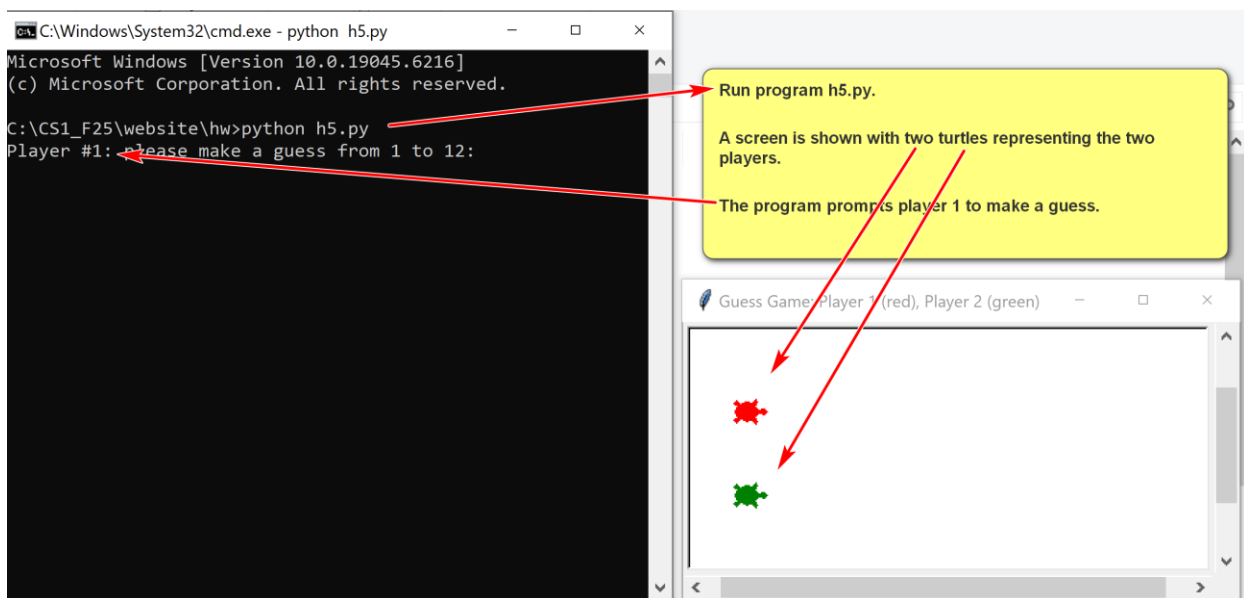 C:\Windows\System32\cmd.exe - python h5.py
Microsoft Windows [Version 10.0.19045.6216]
(c) Microsoft Corporation. All rights reserved.
C:\CS1_F25\website\hw>python h5.py
Player #1: please make a guess from 1 to 12:
Run program h5.py.
A screen is shown with two turtles representing the two
players.
The program prompts player 1 to make a guess.
Guess Game: Player 1 (red), Player 2 (green)